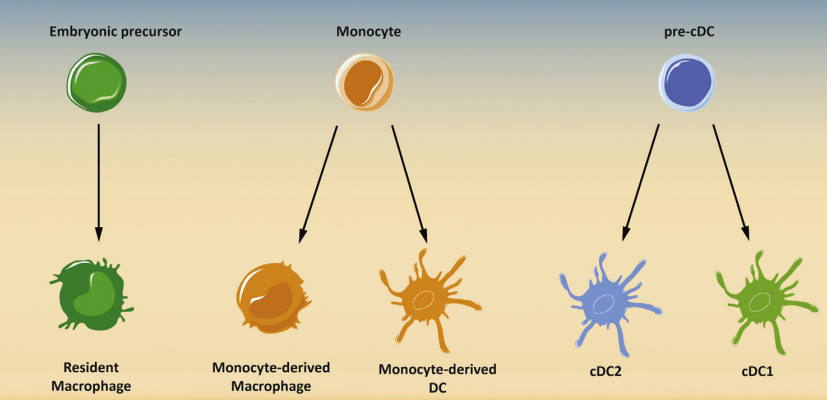 Embryonic precursor
Monocyte
pre-cDC
Resident
Macrophage
Monocyte-derived
Macrophage
Monocyte-derived
DC
cDC2
cDC1